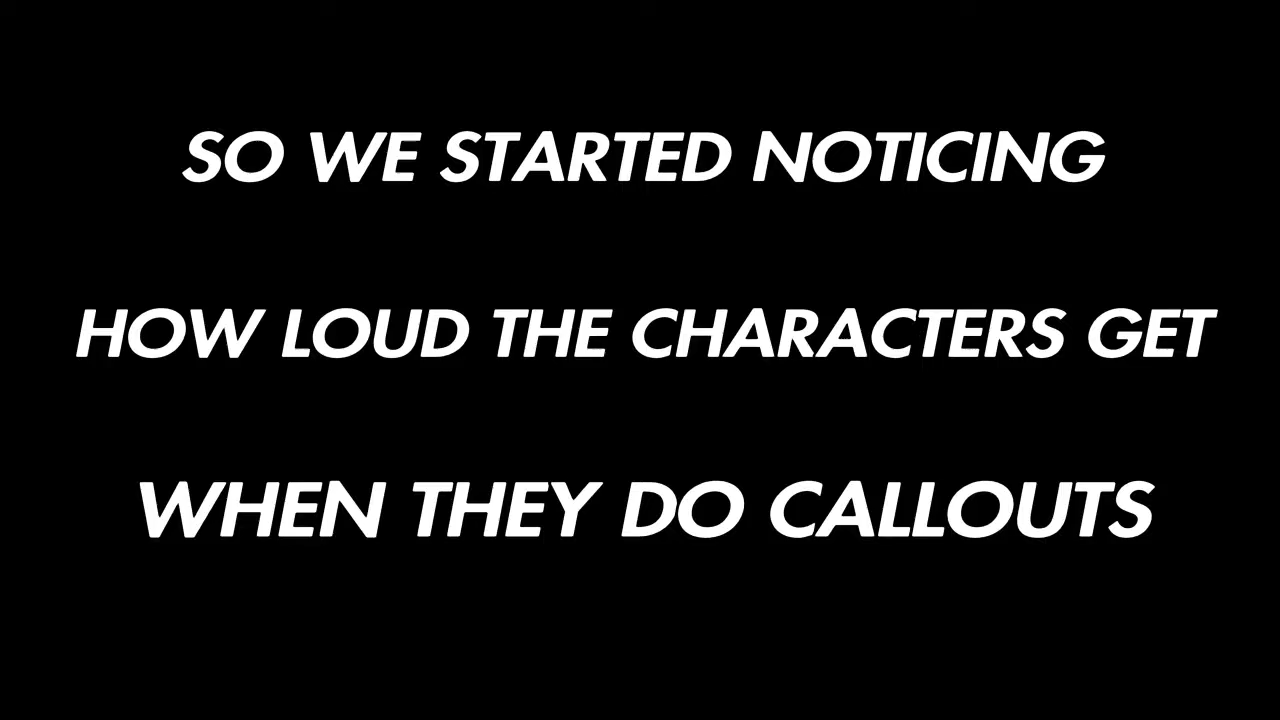 SO WE STARTED NOTICING
HOW LOUD THE CHARACTERS GET
WHEN THEY DO CALLOUTS